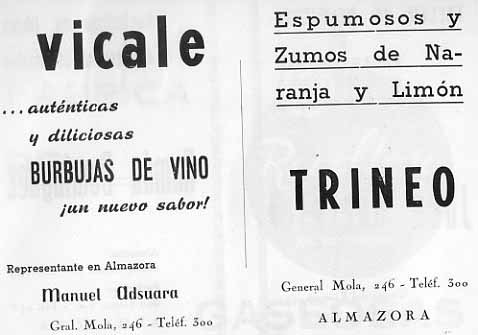 vicale
...auténticas
y diliciosas
BURBUJAS DE VINO
¡un nuevo sabor!
Representante en Almazora
Manuel Adsuara
Gral. Mola, 246 - Teléf. 300
Espumosos y
Zumos de Na-
ranja y Limón
TRINEO
General Mola, 246 - Teléf. 300
ALMAZORA